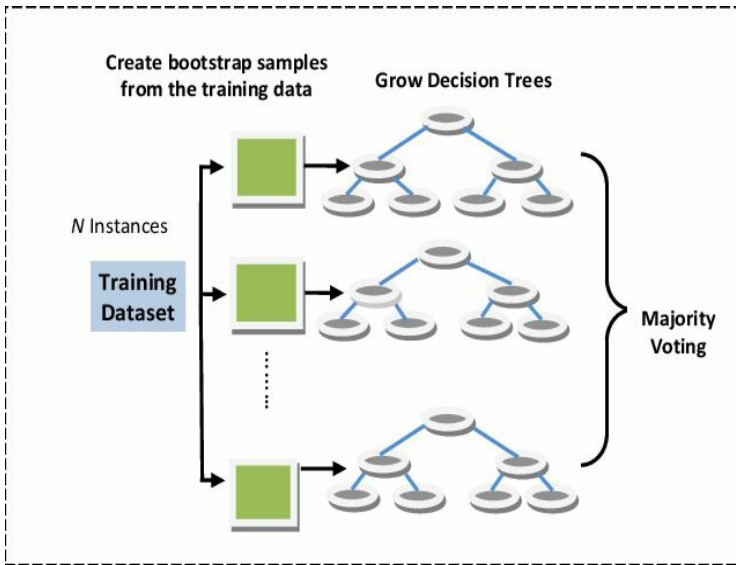 Create bootstrap samples
from the training data
Grow Decision Trees
N Instances
Training
Dataset
Majority
Voting